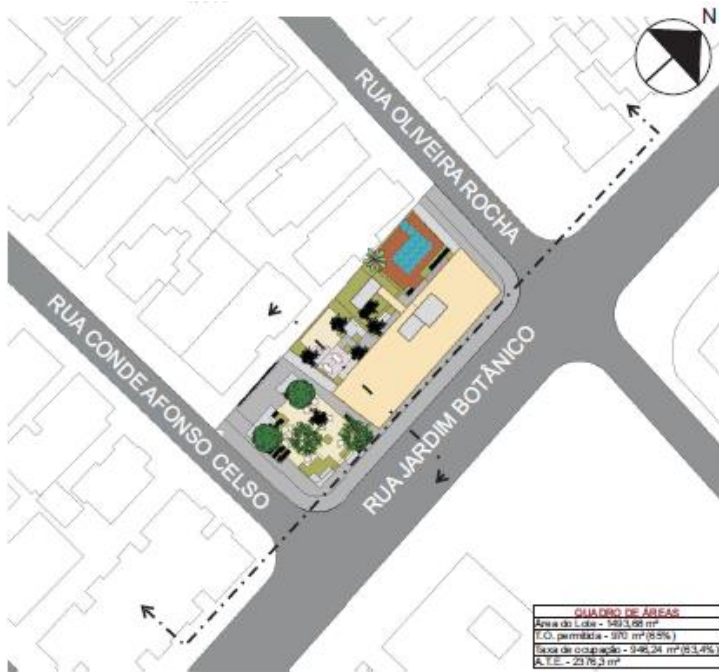 N
RUA OLIVEIRA ROCHA
RUA CONDE AFONSO CELSO
RUA JARDIM BOTÂNICO
QUADRO DE ÁREAS
Área do Lote - 1493,68 m²
T.O. permitida - 970 m² (65%)
Taxa de ocupação - 946,24 m² (63,4%)
A.T.E. - 2376,3 m²